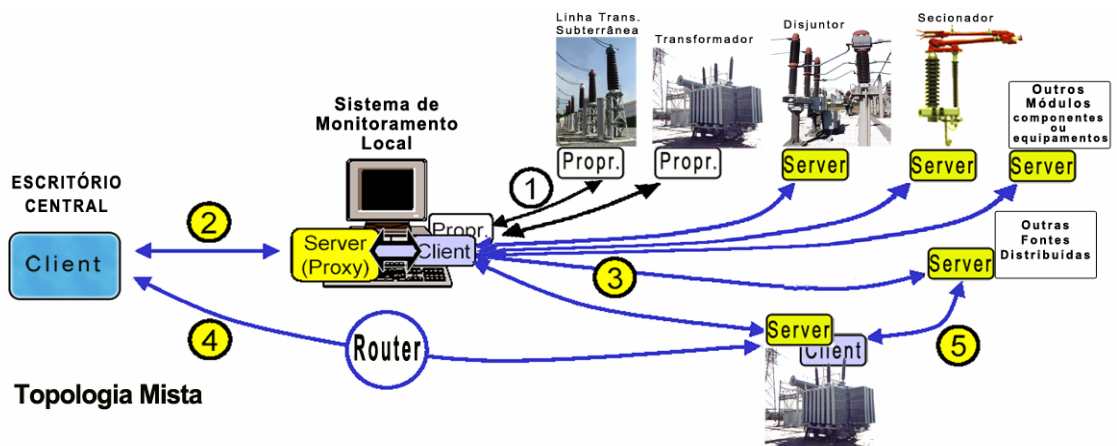 Linha Trans.
Subterrânea
Transformador
Disjuntor
Secionador
Outros
Módulos
componentes
ou
equipamentos
Sistema de
Monitoramento
Local
Propr.
Propr.
Server
Server
Server
1
ESCRITÓRIO
CENTRAL
2
Propr.
Client
Server
(Proxy)
Client
3
Server
Outras
Fontes
Distribuídas
4
Router
Server
Client
5
Topologia Mista